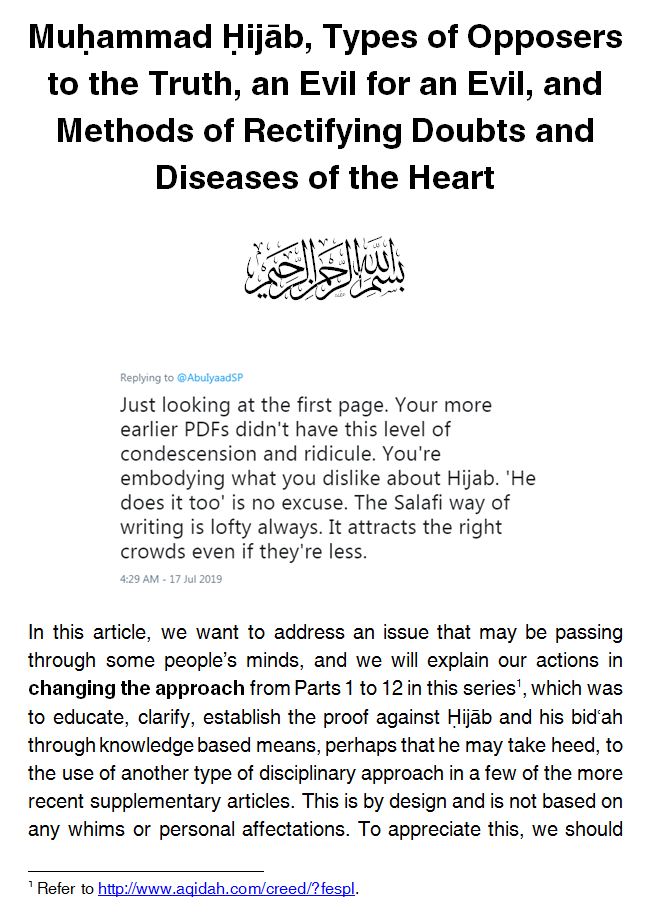 Muḥammad Ḥijāb, Types of Opposers
to the Truth, an Evil for an Evil, and
Methods of Rectifying Doubts and
Diseases of the Heart
بسم الله الرحمن الرحيم
Replying to @AbuIyaadSP
Just looking at the first page. Your more
earlier PDFs didn't have this level of
condescension and ridicule. You're
embodying what you dislike about Hijab. 'He
does it too' is no excuse. The Salafi way of
writing is lofty always. It attracts the right
crowds even if they're less.
4:29 AM - 17 Jul 2019
In this article, we want to address an issue that may be passing
through some people's minds, and we will explain our actions in
changing the approach from Parts 1 to 12 in this series¹, which was
to educate, clarify, establish the proof against Ḥijāb and his bidʿah
through knowledge based means, perhaps that he may take heed, to
the use of another type of disciplinary approach in a few of the more
recent supplementary articles. This is by design and is not based on
any whims or personal affectations. To appreciate this, we should
¹ Refer to http://www.aqidah.com/creed/?fespl.